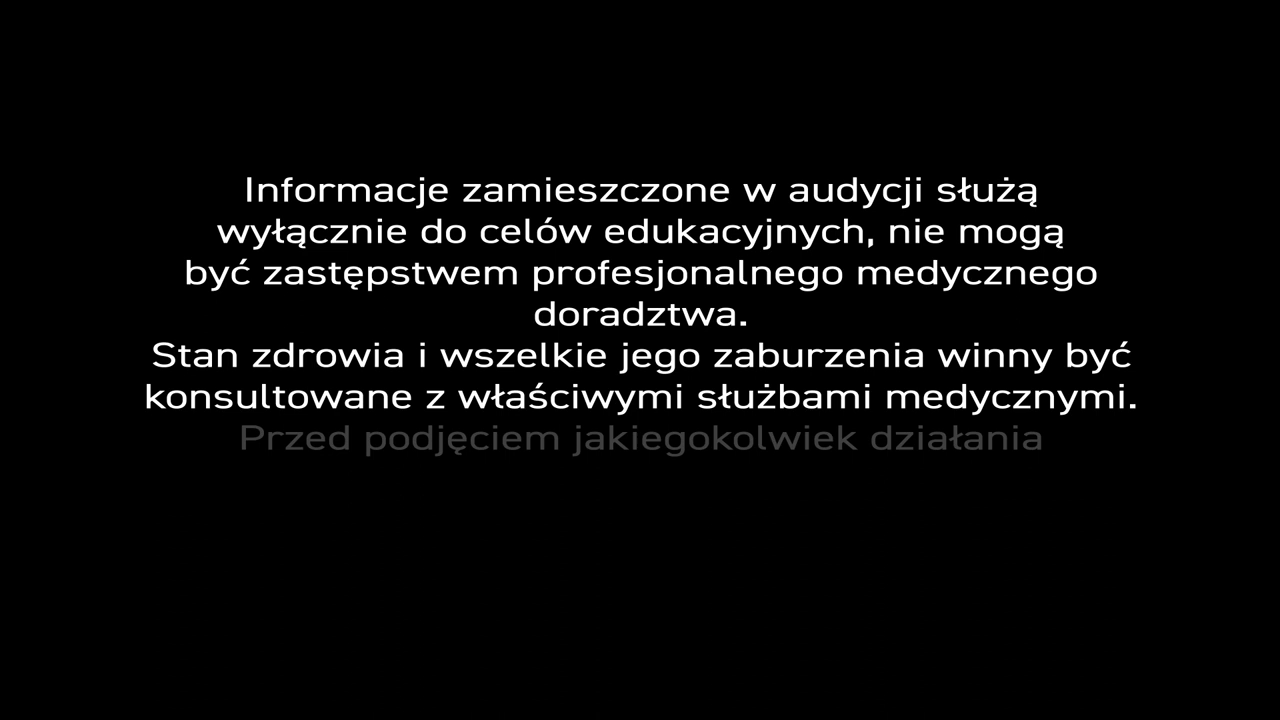 Informacje zamieszczone w audycji służą
wyłącznie do celów edukacyjnych, nie mogą
być zastępstwem profesjonalnego medycznego
doradztwa.
Stan zdrowia i wszelkie jego zaburzenia winny być
konsultowane z właściwymi służbami medycznymi.
Przed podjęciem jakiegokolwiek działania